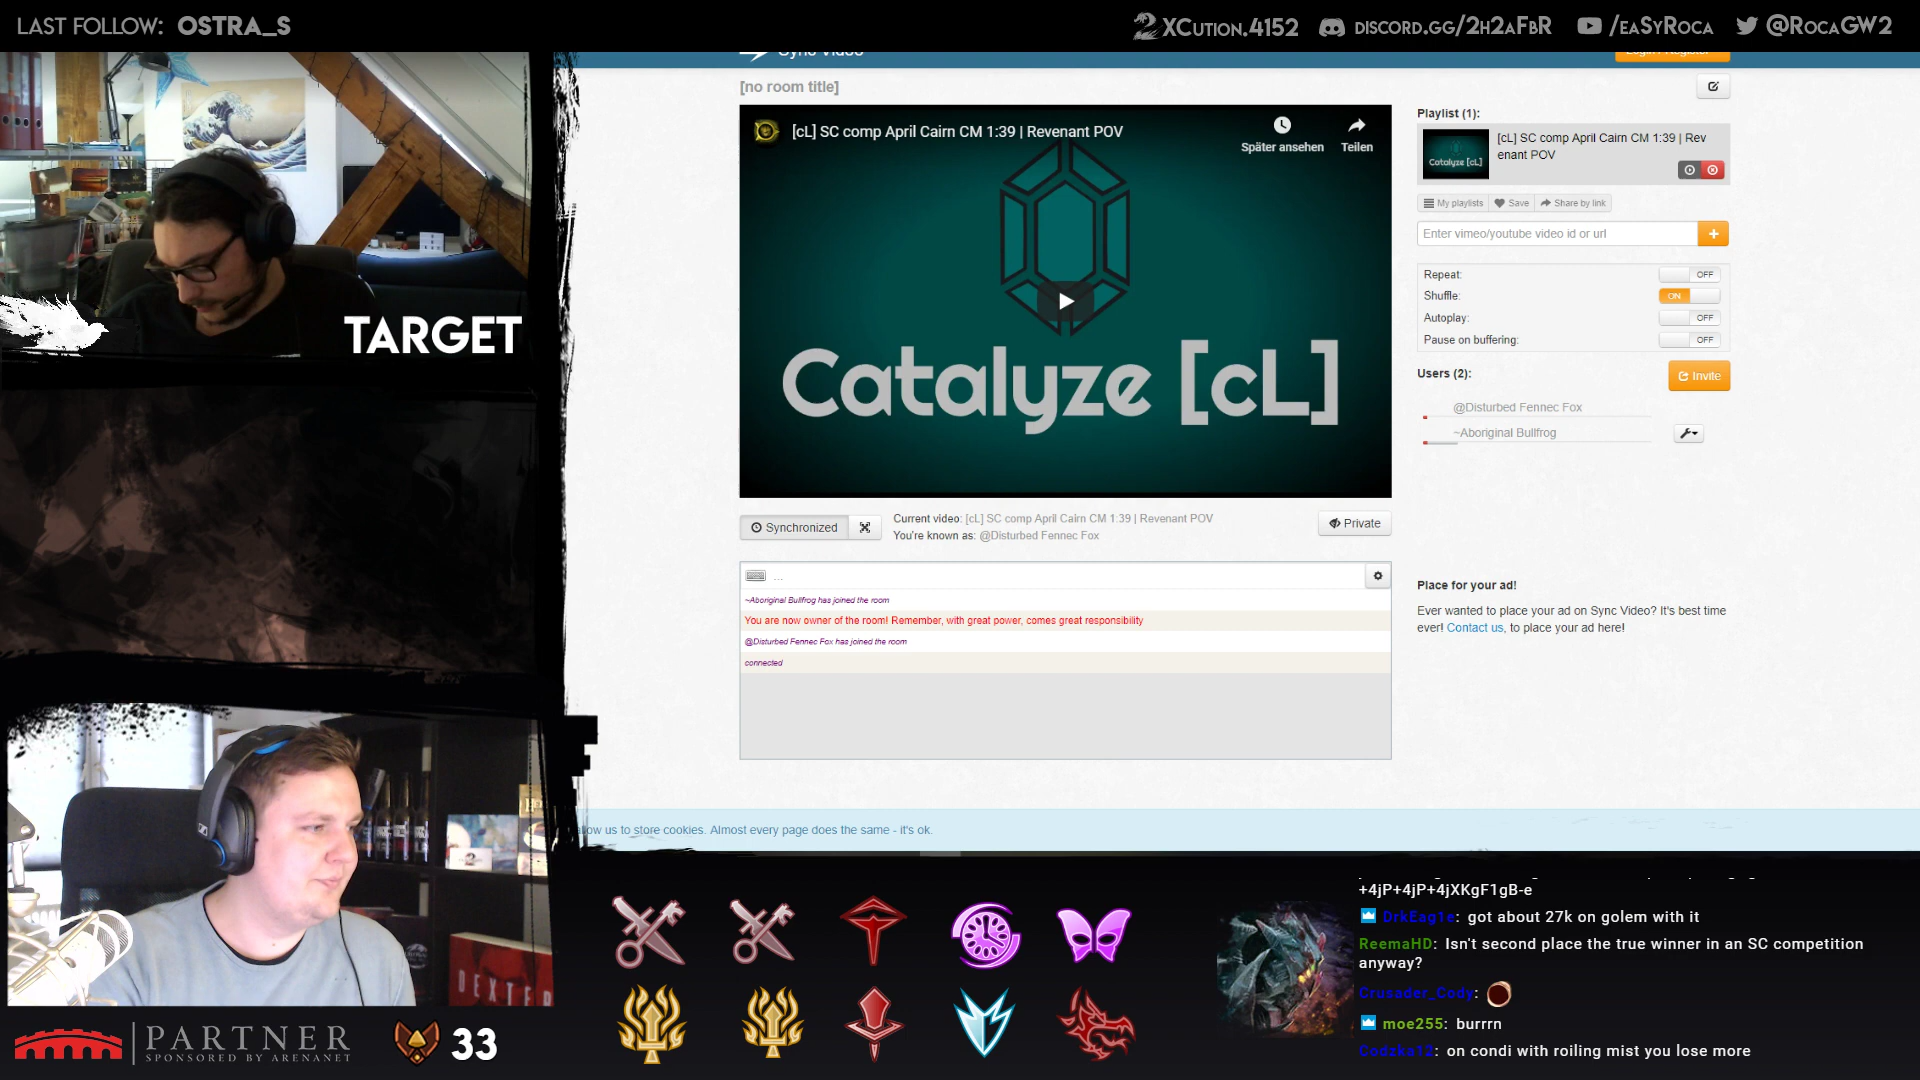 LAST FOLLOW: OSTRA_S
XCUTION.4152
DISCORD.GG/2H2AFBR
/EASYROCA
@ROCAGW2
Sync Video
[no room title]
[cL] SC comp April Cairn CM 1:39 | Revenant POV
Später ansehen
Teilen
Catalyze [cL]
TARGET
Playlist (1):
Catalyze [cL]
[cL] SC comp April Cairn CM 1:39 | Rev
enant POV
My playlists
Save
Share by link
Enter vimeo/youtube video id or url
+
Repeat: OFF
Shuffle: ON
Autoplay: OFF
Pause on buffering: OFF
Users (2):
Invite
@Disturbed Fennec Fox
~Aboriginal Bullfrog
Synchronized
Current video: [cL] SC comp April Cairn CM 1:39 | Revenant POV
You're known as: @Disturbed Fennec Fox
Private
...
~Aboriginal Bullfrog has joined the room
You are now owner of the room! Remember, with great power, comes great responsibility
@Disturbed Fennec Fox has joined the room
connected
Place for your ad!
Ever wanted to place your ad on Sync Video? It's best time
ever! Contact us, to place your ad here!
us to store cookies. Almost every page does the same - it's ok.
DEXTER
PARTNER
SPONSORED BY ARENANET
33
+4jP+4jP+4jXKgF1gB-e
DrkEag1e: got about 27k on golem with it
ReemaHD: Isn't second place the true winner in an SC competition
anyway?
Crusader_Cody:
moe255: burrrn
Codzka12: on condi with roiling mist you lose more